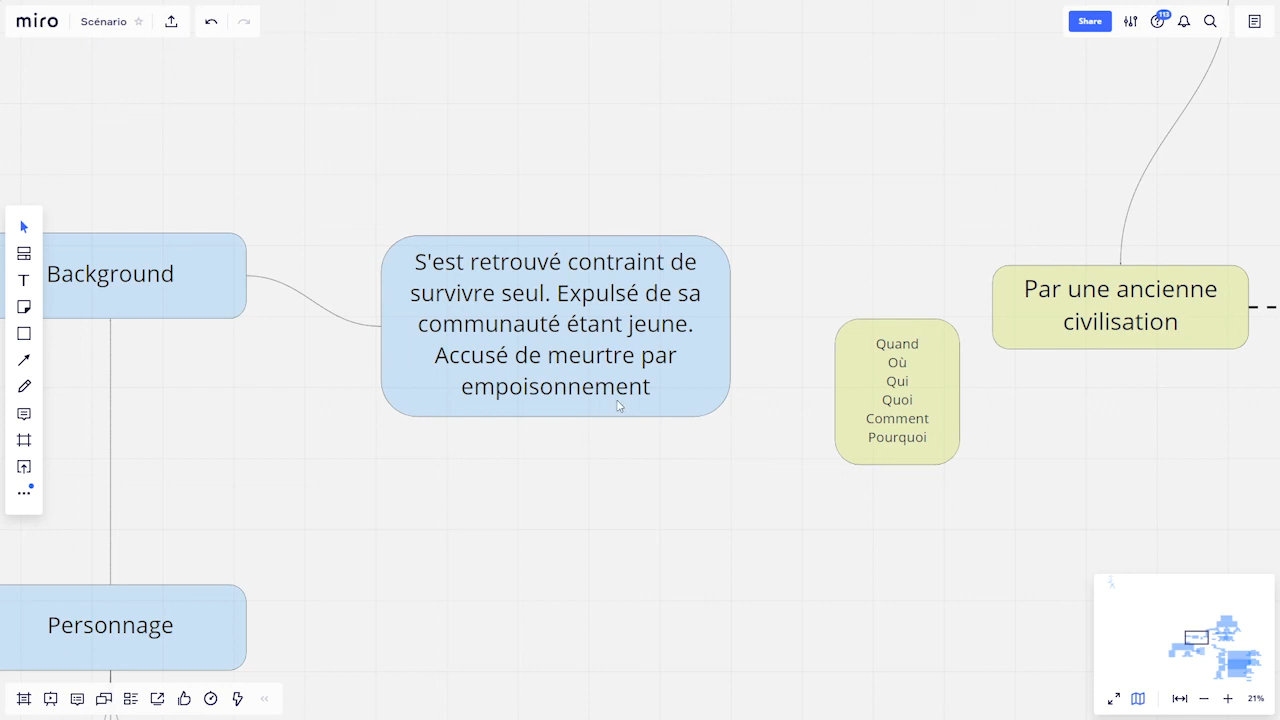 miro
Scénario
Share
113
Background
S'est retrouvé contraint de
survivre seul. Expulsé de sa
communauté étant jeune.
Accusé de meurtre par
empoisonnement
Par une ancienne
civilisation
Quand
Où
Qui
Quoi
Comment
Pourquoi
Personnage
21%